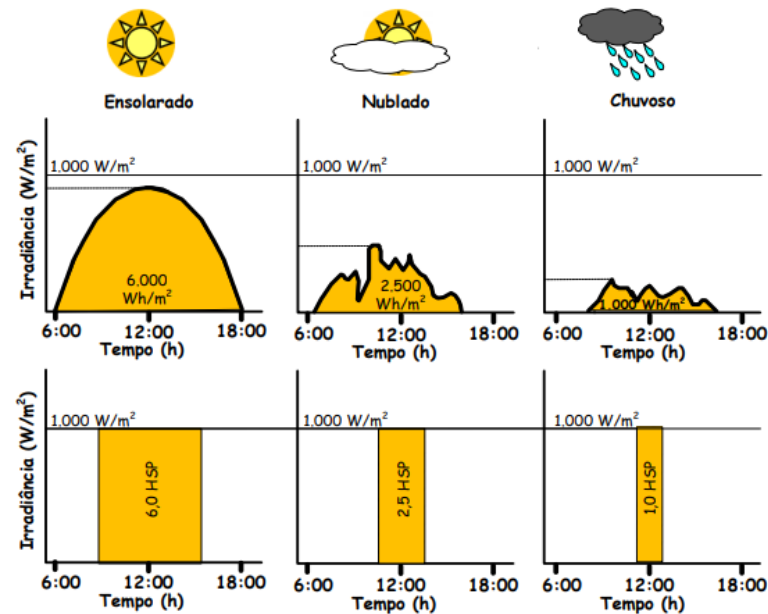 Ensolarado
Nublado
Chuvoso
Irradiância (W/m²)
1.000 W/m²
6.000
Wh/m²
6:00 12:00 18:00
Tempo (h)
1.000 W/m²
2.500
Wh/m²
6:00 12:00 18:00
Tempo (h)
1.000 W/m²
1.000 Wh/m²
6:00 12:00 18:00
Tempo (h)
Irradiância (W/m²)
1.000 W/m²
6,0 HSP
6:00 12:00 18:00
Tempo (h)
1.000 W/m²
2,5 HSP
6:00 12:00 18:00
Tempo (h)
1.000 W/m²
1,0 HSP
6:00 12:00 18:00
Tempo (h)